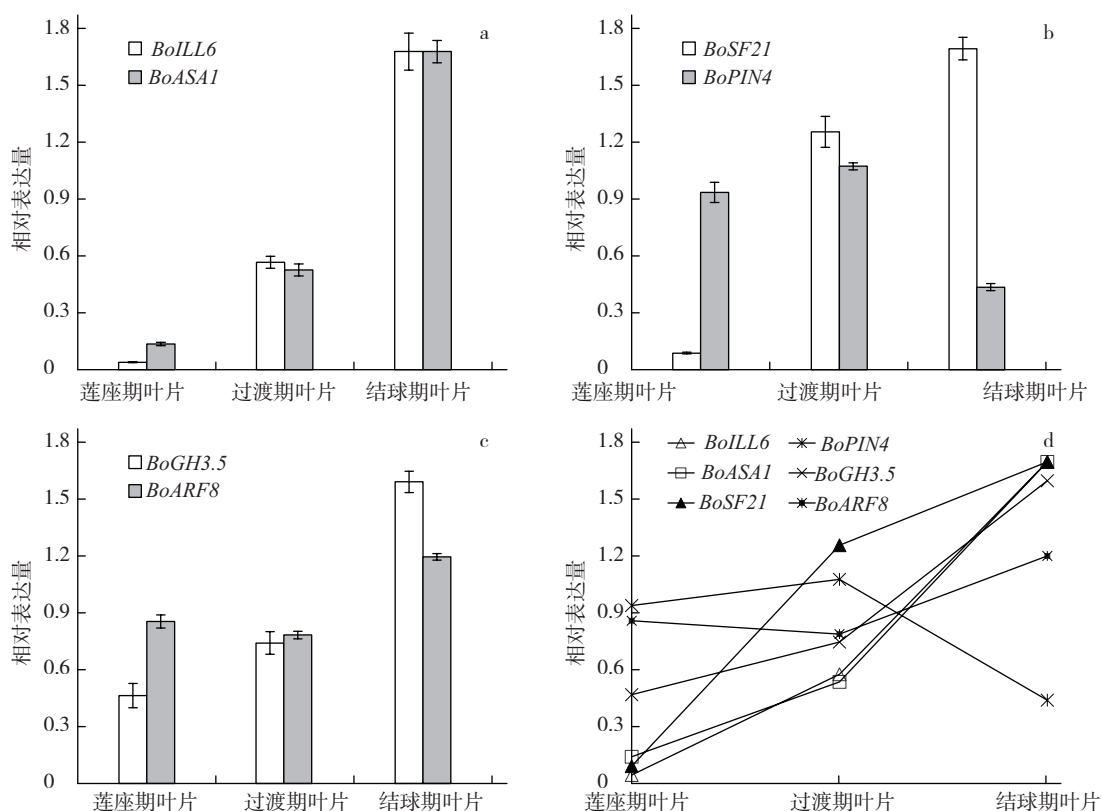 1.8
1.5
1.2
0.9
0.6
0.3
0
相对表达量
BoILL6
BoASA1
a
莲座期叶片 过渡期叶片 结球期叶片
1.8
1.5
1.2
0.9
0.6
0.3
0
相对表达量
BoSF21
BoPIN4
b
莲座期叶片 过渡期叶片 结球期叶片
1.8
1.5
1.2
0.9
0.6
0.3
0
相对表达量
BoGH3.5
BoARF8
c
莲座期叶片 过渡期叶片 结球期叶片
1.8
1.5
1.2
0.9
0.6
0.3
0
相对表达量
BoILL6 BoPIN4
BoASA1 BoGH3.5
BoSF21 BoARF8
d
莲座期叶片 过渡期叶片 结球期叶片